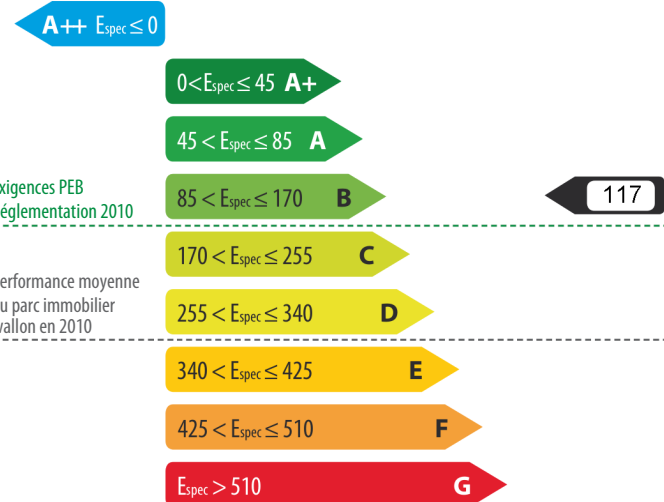 A++ Espec ≤ 0
0<Espec ≤ 45 A+
45 < Espec ≤ 85 A
xigences PEB
85 < Espec ≤ 170 B
117
églementation 2010
170 < Espec ≤ 255 C
erformance moyenne
u parc immobilier
255 < Espec ≤ 340 D
vallon en 2010
340 < Espec ≤ 425 E
425 < Espec ≤ 510 F
Espec > 510 G